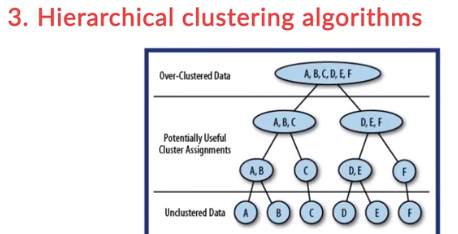 3. Hierarchical clustering algorithms
Over-Clustered Data
A, B, C, D, E, F
A, B, C
D, E, F
Potentially Useful
Cluster Assignments
A, B
C
D, E
F
Unclustered Data
A
B
C
D
E
F